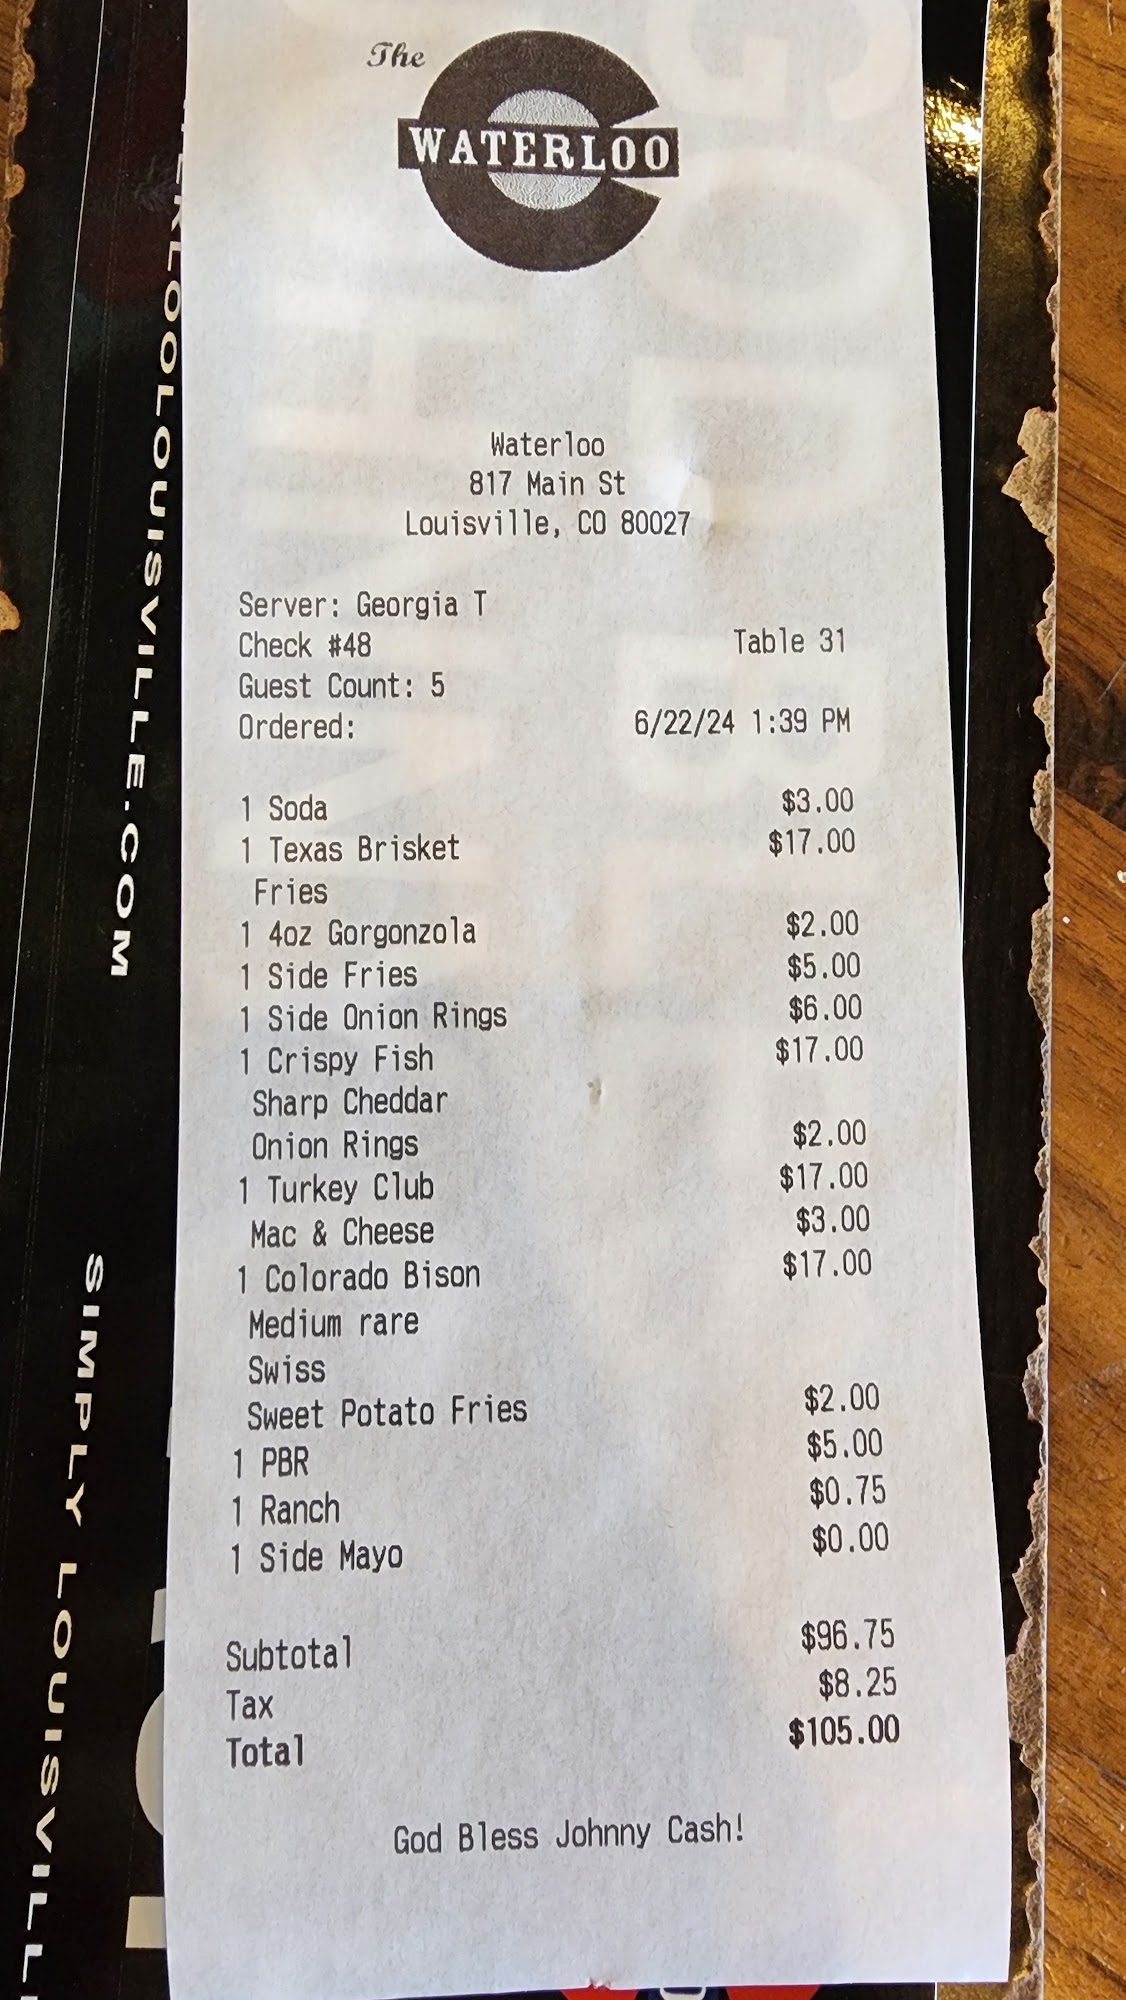 The
WATERLOO
Waterloo
817 Main St
Louisville, CO 80027
Server: Georgia T
Check #48 Table 31
Guest Count: 5
Ordered: 6/22/24 1:39 PM
1 Soda $3.00
1 Texas Brisket $17.00
Fries
1 4oz Gorgonzola $2.00
1 Side Fries $5.00
1 Side Onion Rings $6.00
1 Crispy Fish $17.00
Sharp Cheddar
Onion Rings $2.00
1 Turkey Club $17.00
Mac & Cheese $3.00
1 Colorado Bison $17.00
Medium rare
Swiss
Sweet Potato Fries $2.00
1 PBR $5.00
1 Ranch $0.75
1 Side Mayo $0.00
Subtotal $96.75
Tax $8.25
Total $105.00
God Bless Johnny Cash!
ERLOOLOUISVILLE.COM
SIMPLY LOUISVILL